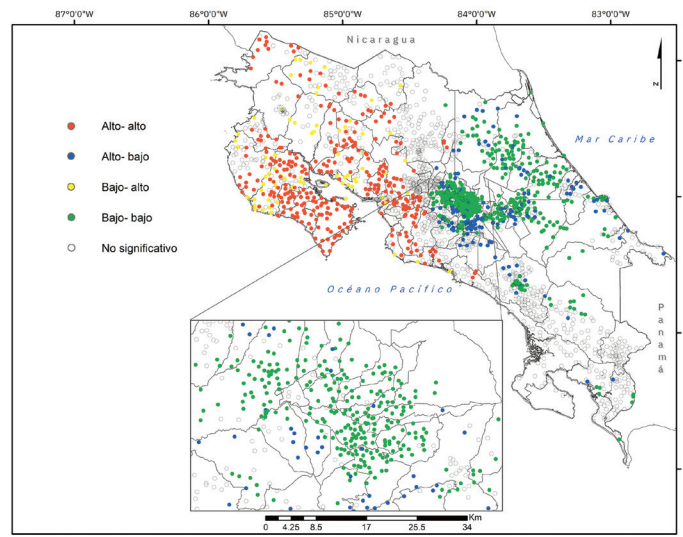 87°0'0"W 86°0'0"W 85°0'0"W 84°0'0"W 83°0'0"W
Nicaragua
N
Mar Caribe
Alto- alto
Alto- bajo
Bajo- alto
Bajo- bajo
No significativo
Océano Pacífico
Panamá
Km
0 4.25 8.5 17 25.5 34